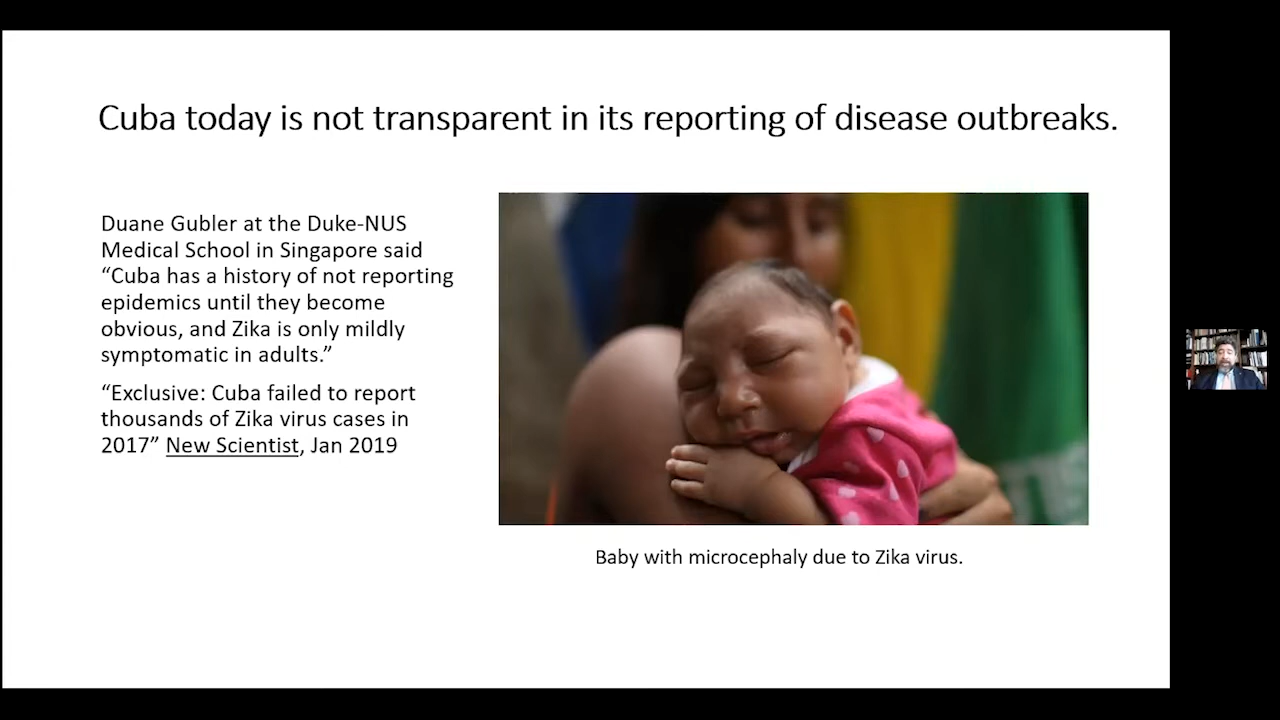 Cuba today is not transparent in its reporting of disease outbreaks.
Duane Gubler at the Duke-NUS
Medical School in Singapore said
“Cuba has a history of not reporting
epidemics until they become
obvious, and Zika is only mildly
symptomatic in adults.”
“Exclusive: Cuba failed to report
thousands of Zika virus cases in
2017” New Scientist, Jan 2019
Baby with microcephaly due to Zika virus.